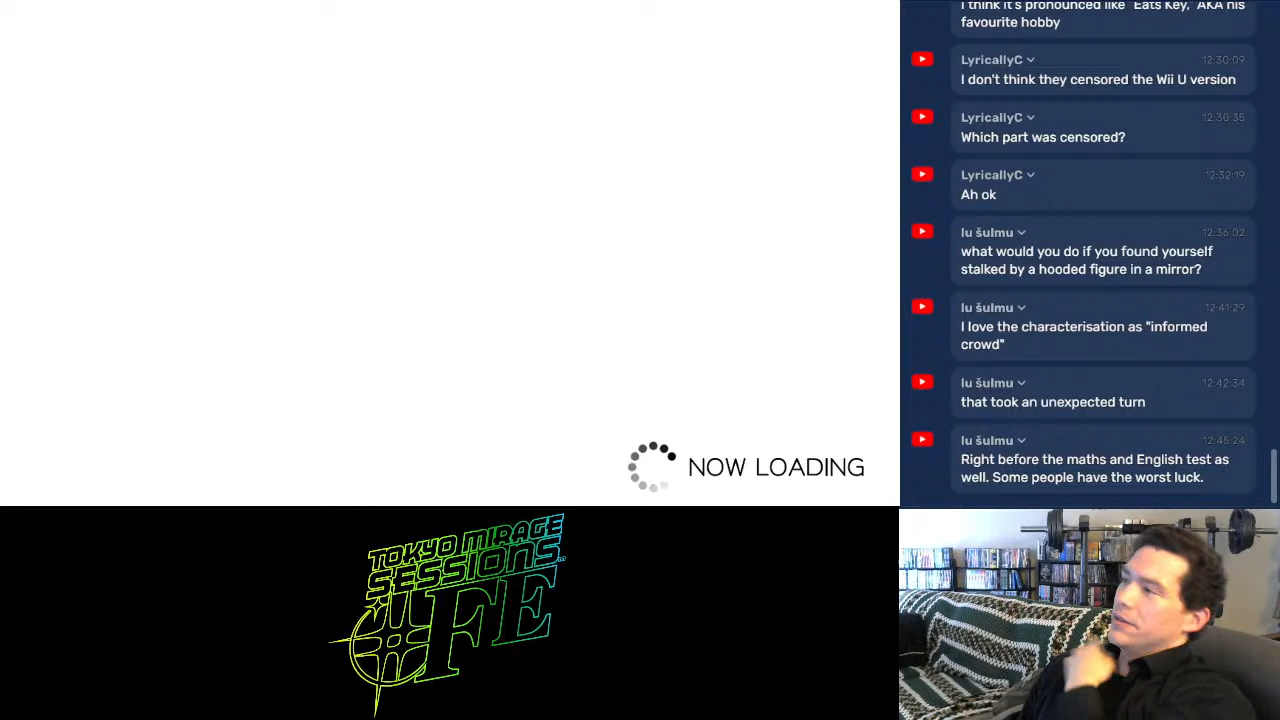 I think it's pronounced like "Eats Key," AKA his
favourite hobby
LyricallyC
12:30:09
I don't think they censored the Wii U version
LyricallyC
12:30:35
Which part was censored?
LyricallyC
12:32:19
Ah ok
lu šulmu
12:36:02
what would you do if you found yourself
stalked by a hooded figure in a mirror?
lu šulmu
12:41:29
I love the characterisation as "informed
crowd"
lu šulmu
12:42:34
that took an unexpected turn
lu šulmu
12:45:24
Right before the maths and English test as
well. Some people have the worst luck.
NOW LOADING
TOKYO MIRAGE
SESSIONS
#FE